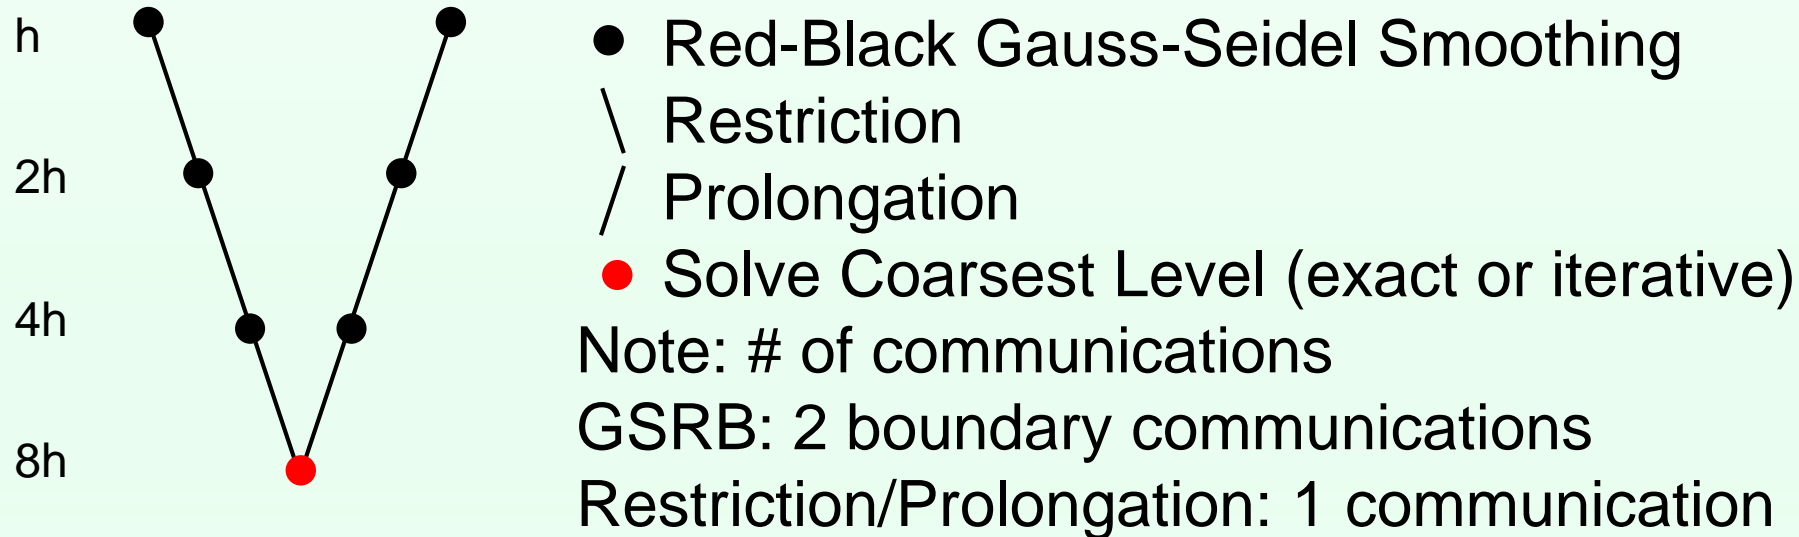 h
2h
4h
8h
Red-Black Gauss-Seidel Smoothing
Restriction
Prolongation
Solve Coarsest Level (exact or iterative)
Note: # of communications
GSRB: 2 boundary communications
Restriction/Prolongation: 1 communication